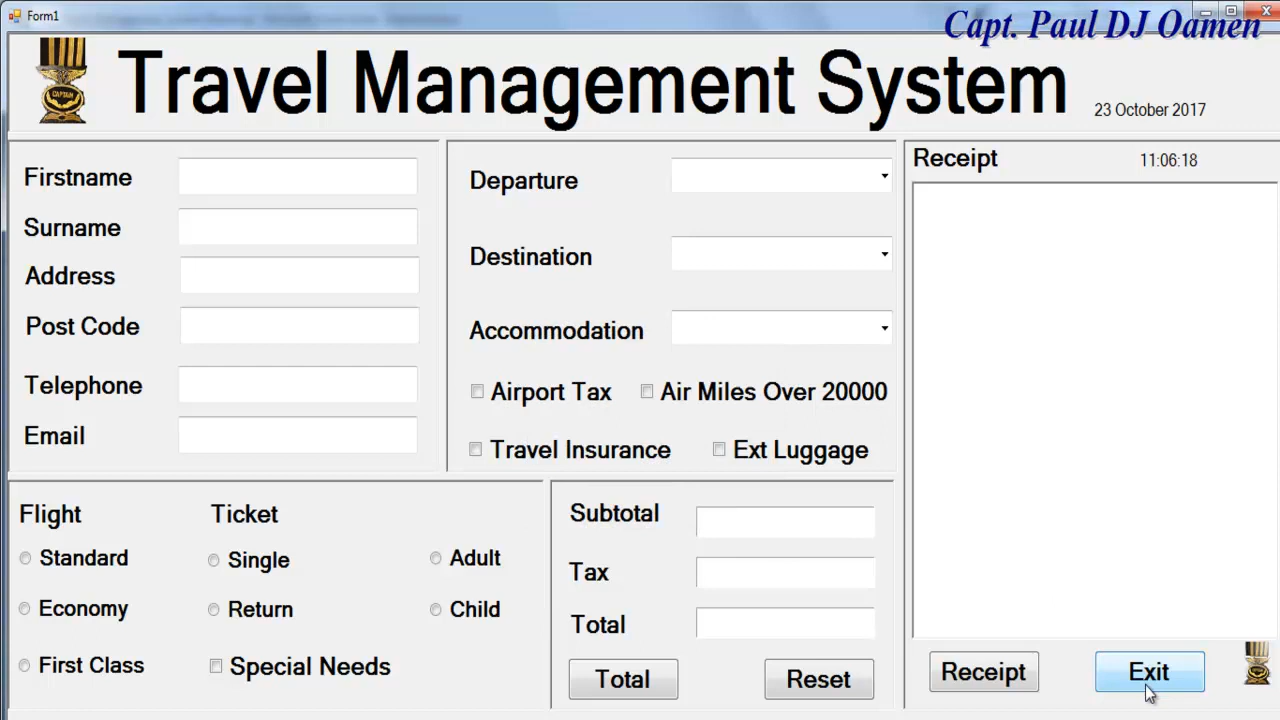 Form1
Capt. Paul DJ Oamen
Travel Management System
23 October 2017
CAPTAIN
Firstname
Surname
Address
Post Code
Telephone
Email
Departure
Destination
Accommodation
Airport Tax
Air Miles Over 20000
Travel Insurance
Ext Luggage
Receipt
11:06:18
Flight
Ticket
Standard
Single
Adult
Economy
Return
Child
First Class
Special Needs
Subtotal
Tax
Total
Total
Reset
Receipt
Exit